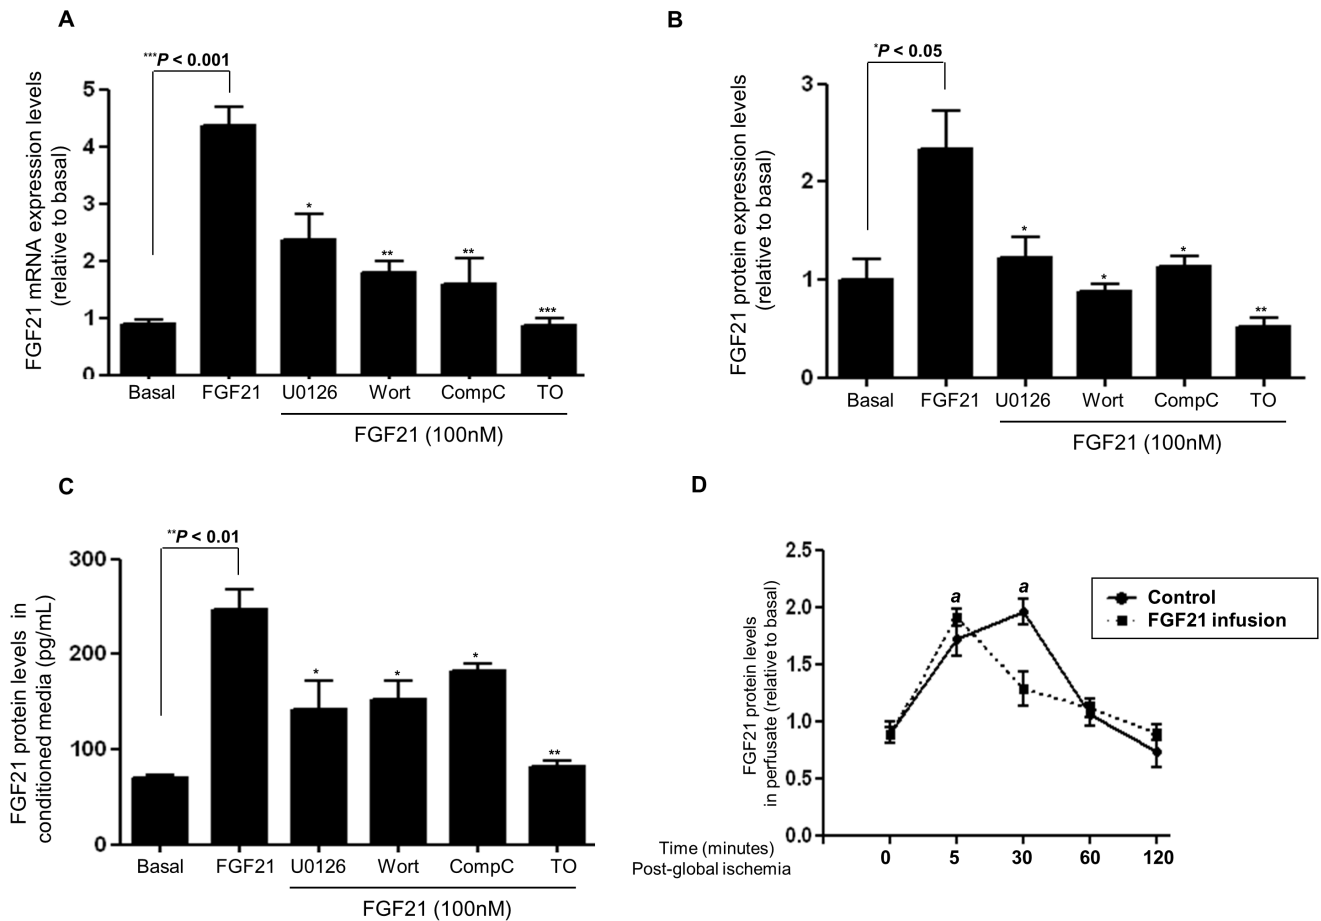 A
***P < 0.001
FGF21 mRNA expression levels
(relative to basal)
5
4
3
2
1
0
*
**
**
***
Basal
FGF21
U0126
Wort
CompC
TO
FGF21 (100nM)
B
*P < 0.05
FGF21 protein expression levels
(relative to basal)
3
2
1
0
*
*
*
**
Basal
FGF21
U0126
Wort
CompC
TO
FGF21 (100nM)
C
**P < 0.01
FGF21 protein levels in
conditioned media (pg/mL)
300
200
100
0
*
*
*
**
Basal
FGF21
U0126
Wort
CompC
TO
FGF21 (100nM)
D
FGF21 protein levels
in perfusate (relative to basal)
2.5
2.0
1.5
1.0
0.5
0.0
a
a
Control
FGF21 infusion
Time (minutes)
Post-global ischemia
0
5
30
60
120